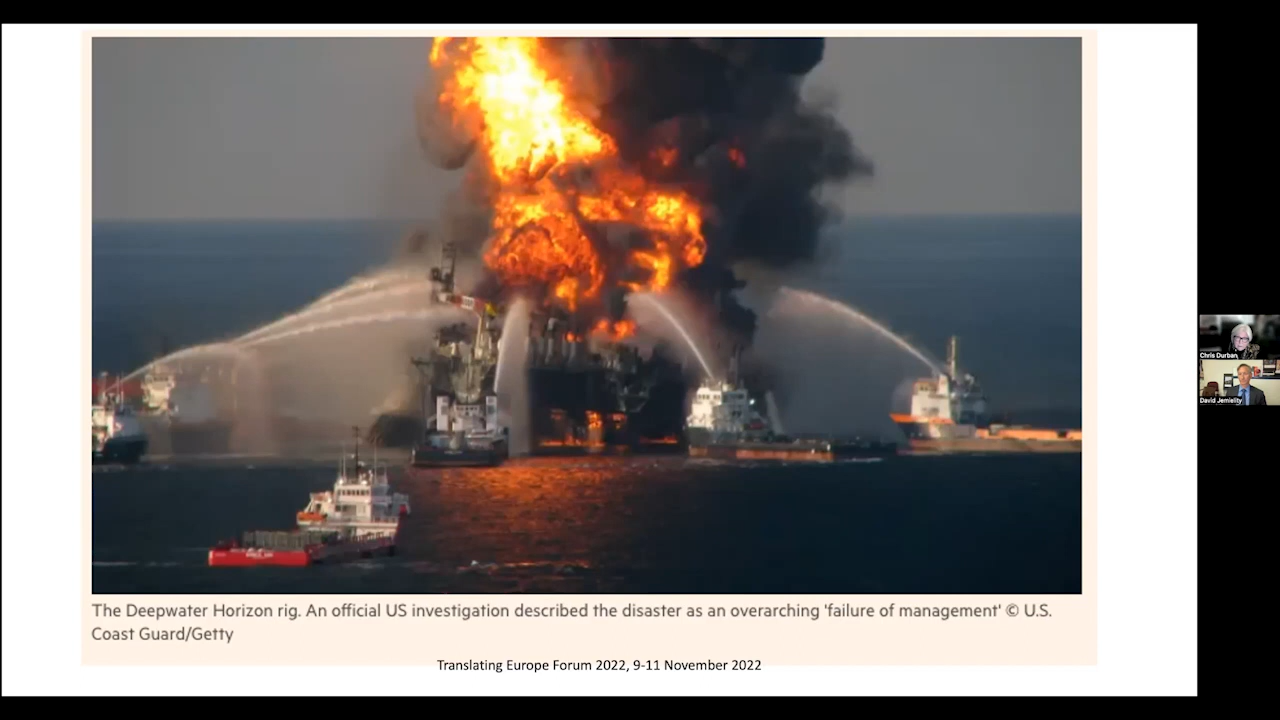 The Deepwater Horizon rig. An official US investigation described the disaster as an overarching 'failure of management' © U.S.
Coast Guard/Getty
Translating Europe Forum 2022, 9-11 November 2022
Chris Durban
David Jemielity